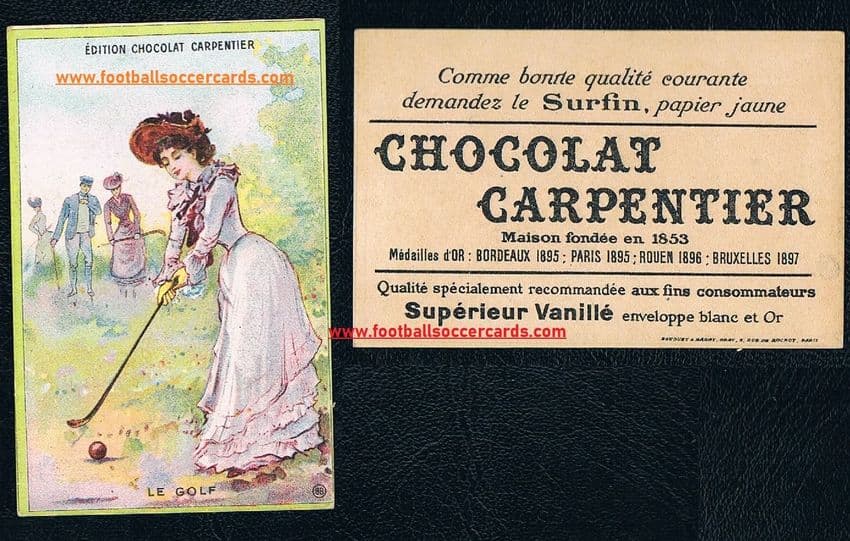 ÉDITION CHOCOLAT CARPENTIER
www.footballsoccercards.com
LE GOLF
BB
Comme bonne qualité courante
demandez le Surfin, papier jaune
CHOCOLAT
CARPENTIER
Maison fondée en 1853
Médailles d'OR : BORDEAUX 1895 ; PARIS 1895 ; ROUEN 1896 ; BRUXELLES 1897
Qualité spécialement recommandée aux fins consommateurs
Supérieur Vanillé enveloppe blanc et Or
www.footballsoccercards.com
PARIS